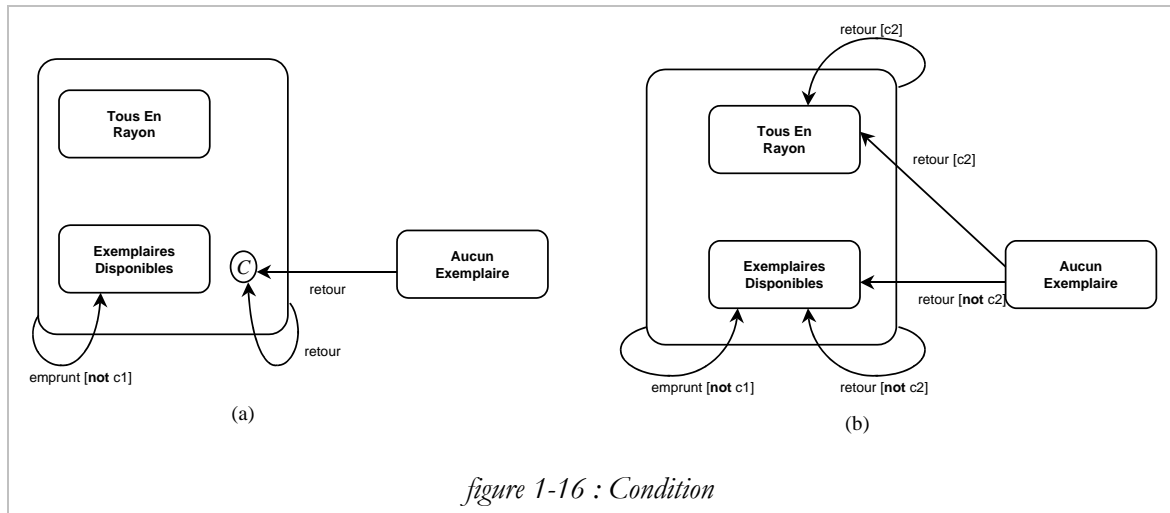 Tous En
Rayon
Exemplaires
Disponibles
C
Aucun
Exemplaire
retour
retour
emprunt [not c1]
(a)
retour [c2]
Tous En
Rayon
retour [c2]
Exemplaires
Disponibles
Aucun
Exemplaire
retour [not c2]
emprunt [not c1]
retour [not c2]
(b)
figure 1-16 : Condition